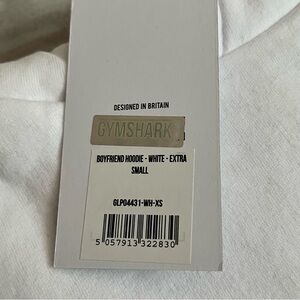 DESIGNED IN BRITAIN
GYMSHARK
BOYFRIEND HOODIE - WHITE - EXTRA
SMALL
GLP04431-WH-XS
5 057913 322830